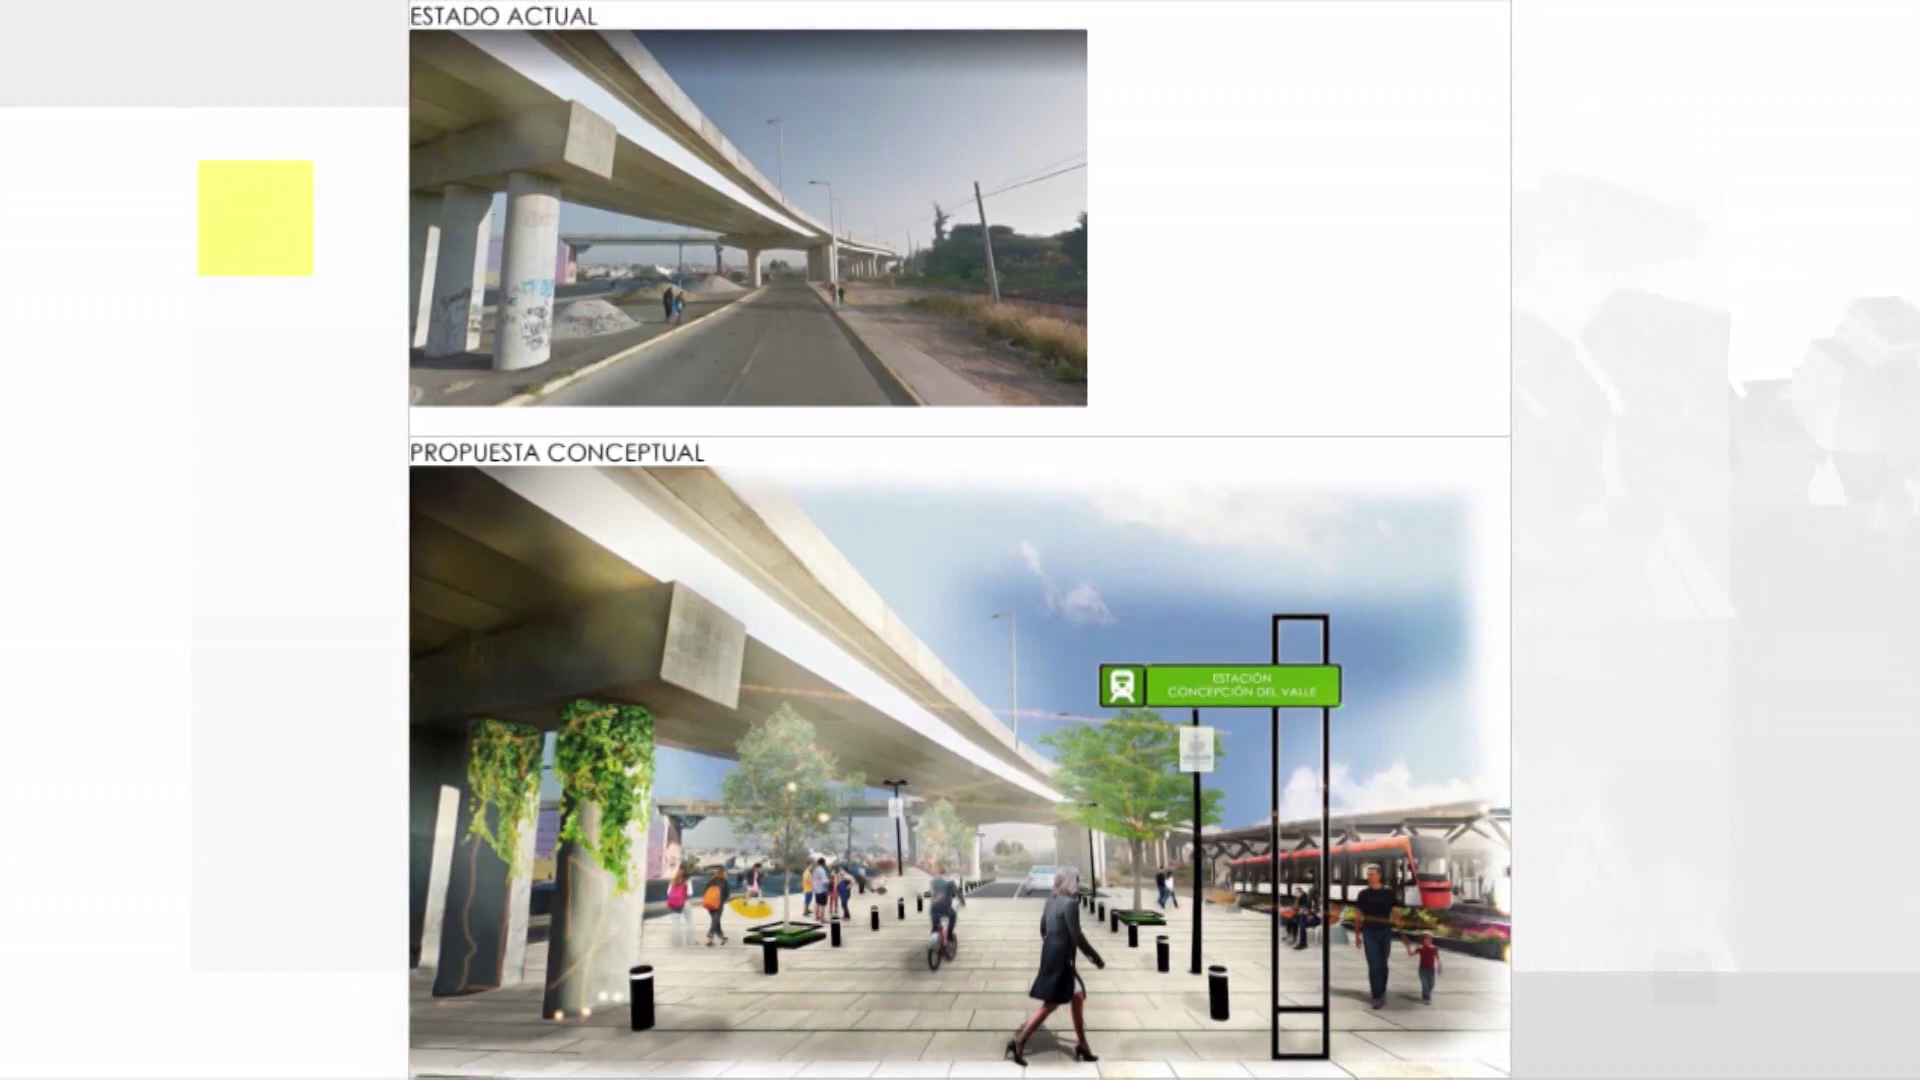 ESTADO ACTUAL
PROPUESTA CONCEPTUAL
ESTACIÓN
CONCEPCIÓN DEL VALLE